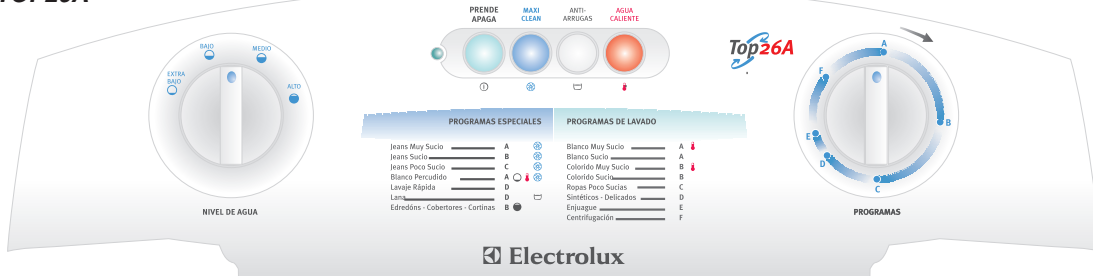 PRENDE
APAGA
MAXI
CLEAN
ANTI-
ARRUGAS
AGUA
CALIENTE
EXTRA
BAJO
BAJO
MEDIO
ALTO
NIVEL DE AGUA
Top26A
PROGRAMAS ESPECIALES
Jeans Muy Sucio A
Jeans Sucio B
Jeans Poco Sucio C
Blanco Percudido A
Lavaje Rápida D
Lana D
Edredóns - Cobertores - Cortinas B
PROGRAMAS DE LAVADO
Blanco Muy Sucio A
Blanco Sucio A
Colorido Muy Sucio B
Colorido Sucio B
Ropas Poco Sucias C
Sintéticos - Delicados D
Enjuague E
Centrifugación F
A
B
C
D
E
F
PROGRAMAS
Electrolux